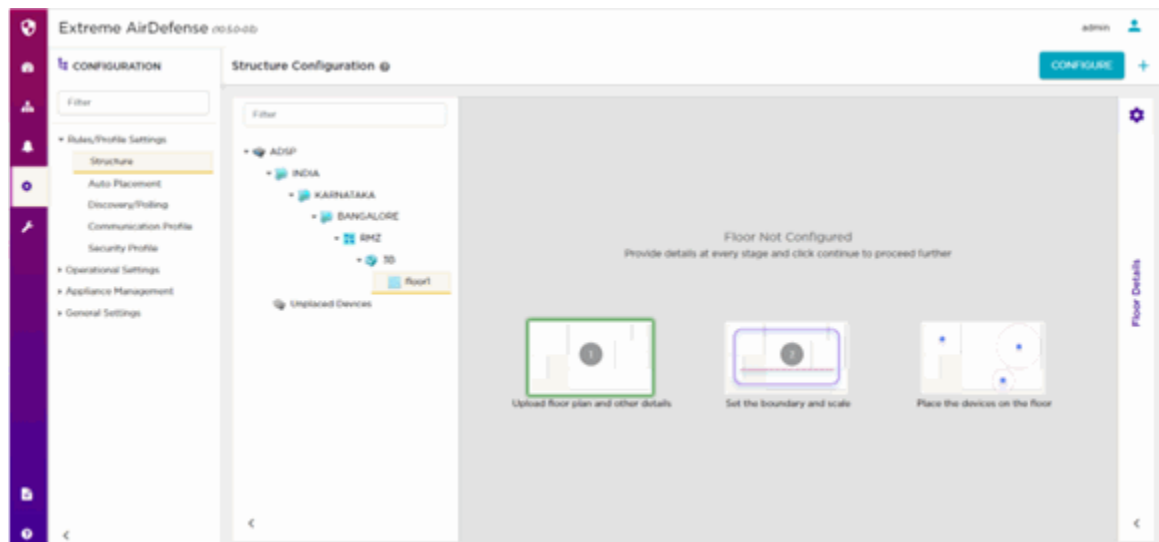 Extreme AirDefense
admin
CONFIGURATION
Structure Configuration
CONFIGURE
Filter
Rules/Profile Settings
Structure
Auto Placement
Discovery/Polling
Communication Profile
Security Profile
Operational Settings
Appliance Management
General Settings
Filter
ADSP
INDIA
KARNATAKA
BANGALORE
RMZ
3B
floor1
Unplaced Devices
Floor Not Configured
Provide details at every stage and click continue to proceed further
1
2
Upload floor plan and other details
Set the boundary and scale
Place the devices on the floor
Floor Details